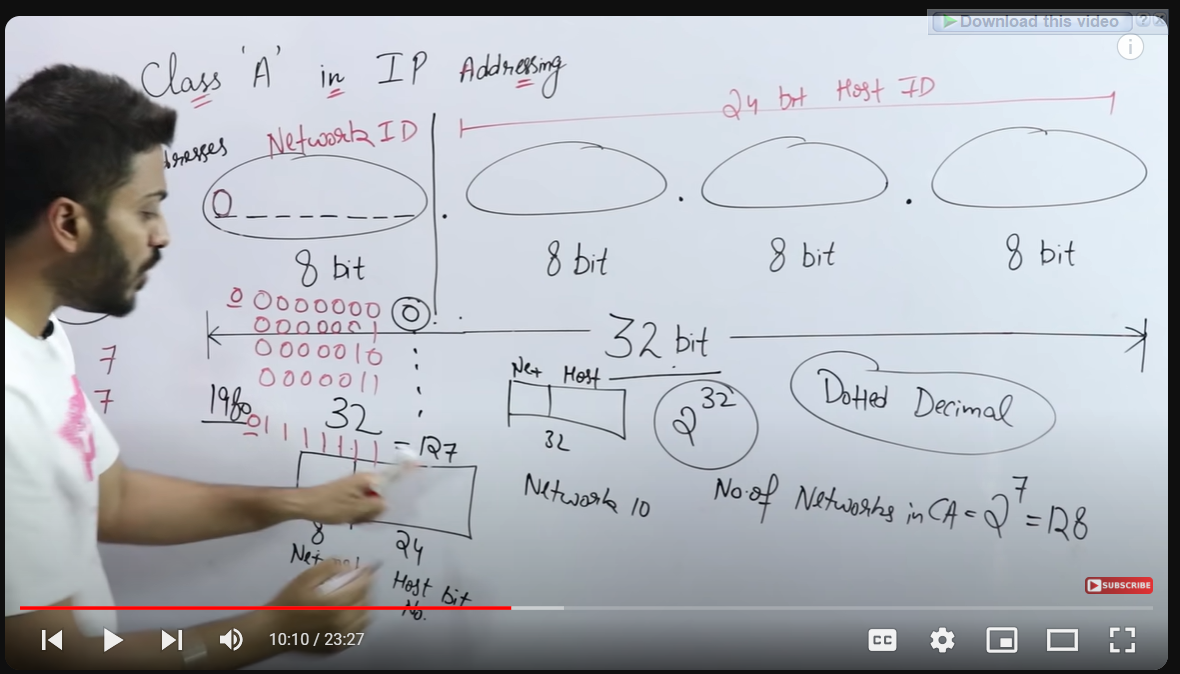 Download this video ? X
i
Class 'A' in IP Addressing
24 bit Host ID
Network ID
0 _ _ _ _ _ _ _ . . .
8 bit 8 bit 8 bit 8 bit
0 0000000 0
0000001
0000010
0000011
32 bit
7
7
1980
32
01111111 = 127
Net Host
32
2^32
Dotted Decimal
Network 10
No. of Networks in CA = 2^7 = 128
8
24
Net
Host bit
No.
SUBSCRIBE
10:10 / 23:27
CC